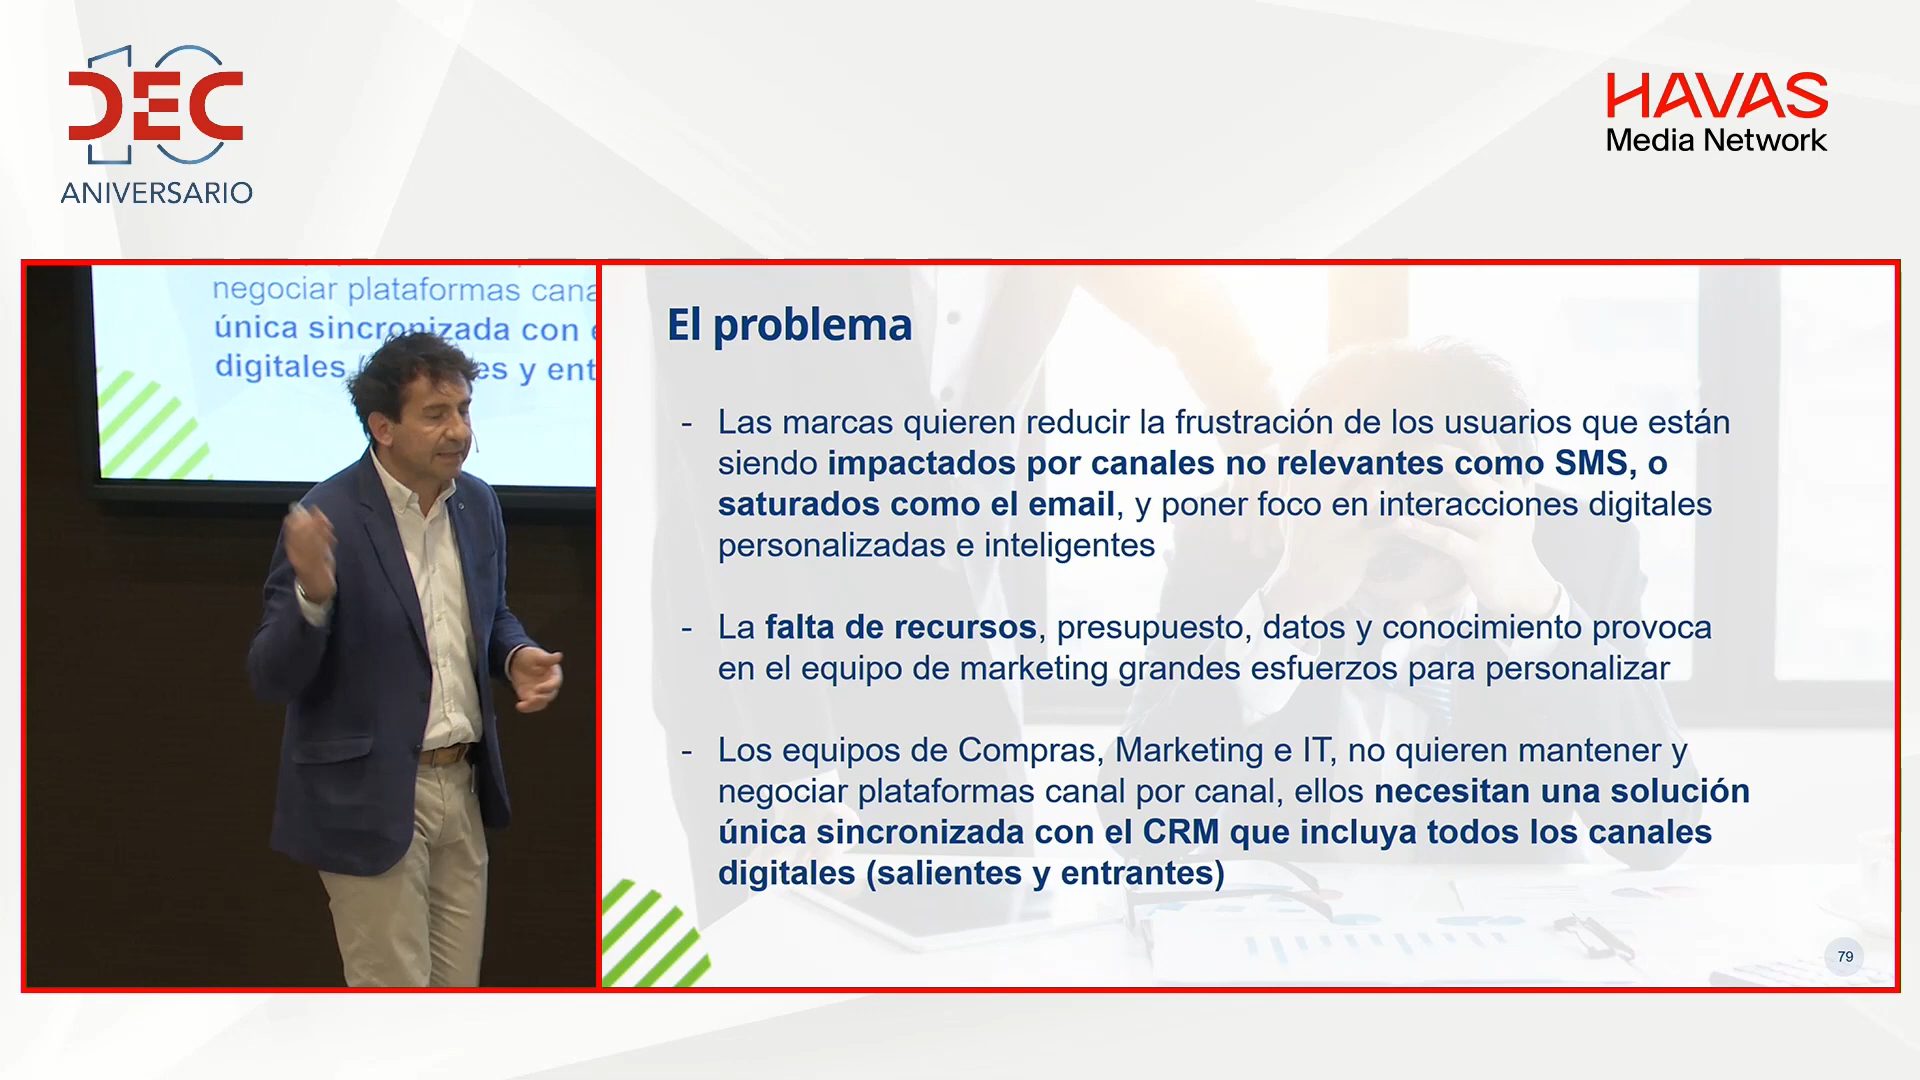 10
DEC
ANIVERSARIO
HAVAS
Media Network
negociar plataformas
única sincronizada con
digitales
y
El problema
- Las marcas quieren reducir la frustración de los usuarios que están
siendo impactados por canales no relevantes como SMS, o
saturados como el email, y poner foco en interacciones digitales
personalizadas e inteligentes
- La falta de recursos, presupuesto, datos y conocimiento provoca
en el equipo de marketing grandes esfuerzos para personalizar
- Los equipos de Compras, Marketing e IT, no quieren mantener y
negociar plataformas canal por canal, ellos necesitan una solución
única sincronizada con el CRM que incluya todos los canales
digitales (salientes y entrantes)
79